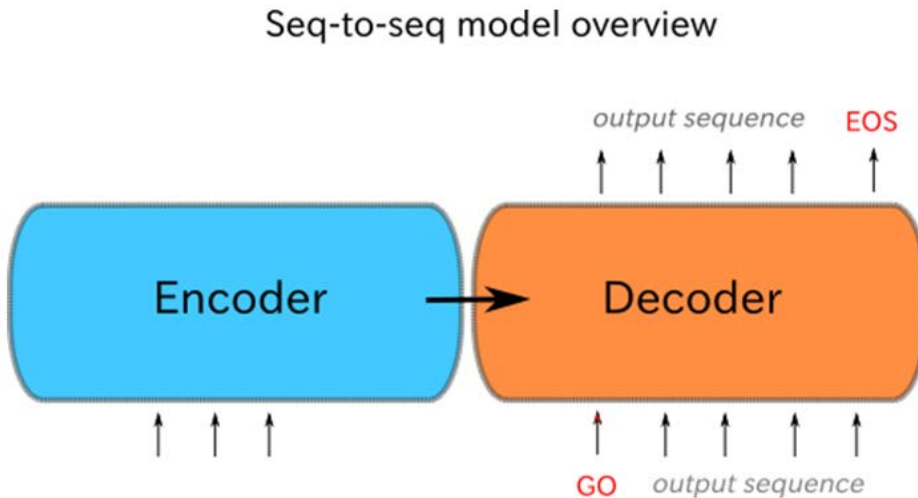 Seq-to-seq model overview
output sequence EOS
Encoder
Decoder
GO output sequence